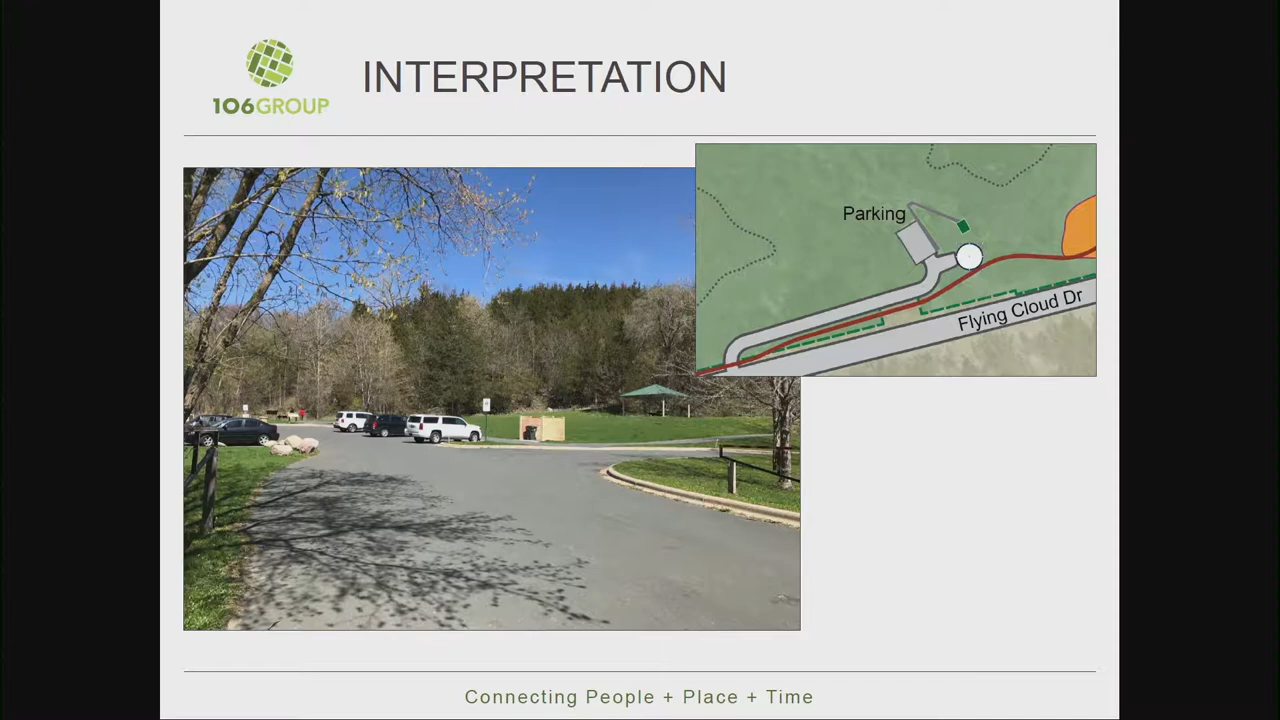 106GROUP
INTERPRETATION
Parking
Flying Cloud Dr
Connecting People + Place + Time